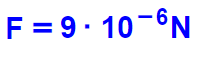 F = 9 · 10⁻⁶N